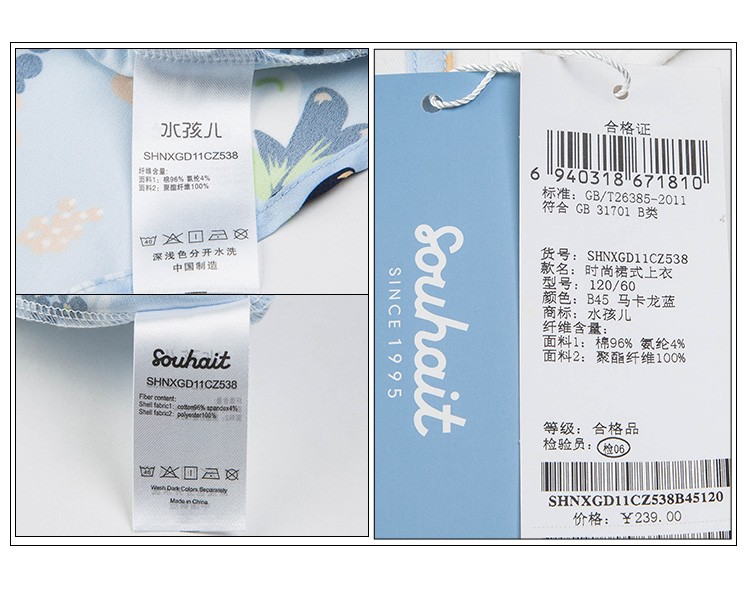 水孩儿
SHNXGD11CZ538
纤维含量:
面料1: 棉96% 氨纶4%
面料2: 聚酯纤维100%
40
深浅色分开水洗
中国制造
Souhait
SHNXGD11CZ538
Fiber content:
Shell fabric1: cotton96% spandex4%
Shell fabric2: polyester100%
40
Wash Dark Colors Separately
Made in China
Souhait
SINCE 1995
合格证
6 940318 671810
标准: GB/T26385-2011
符合 GB 31701 B类
货号: SHNXGD11CZ538
款名: 时尚裙式上衣
型号: 120/60
颜色: B45 马卡龙蓝
商标: 水孩儿
纤维含量:
面料1: 棉96% 氨纶4%
面料2: 聚酯纤维100%
等级: 合格品
检验员: 检06
SHNXGD11CZ538B45120
价格: ¥239.00